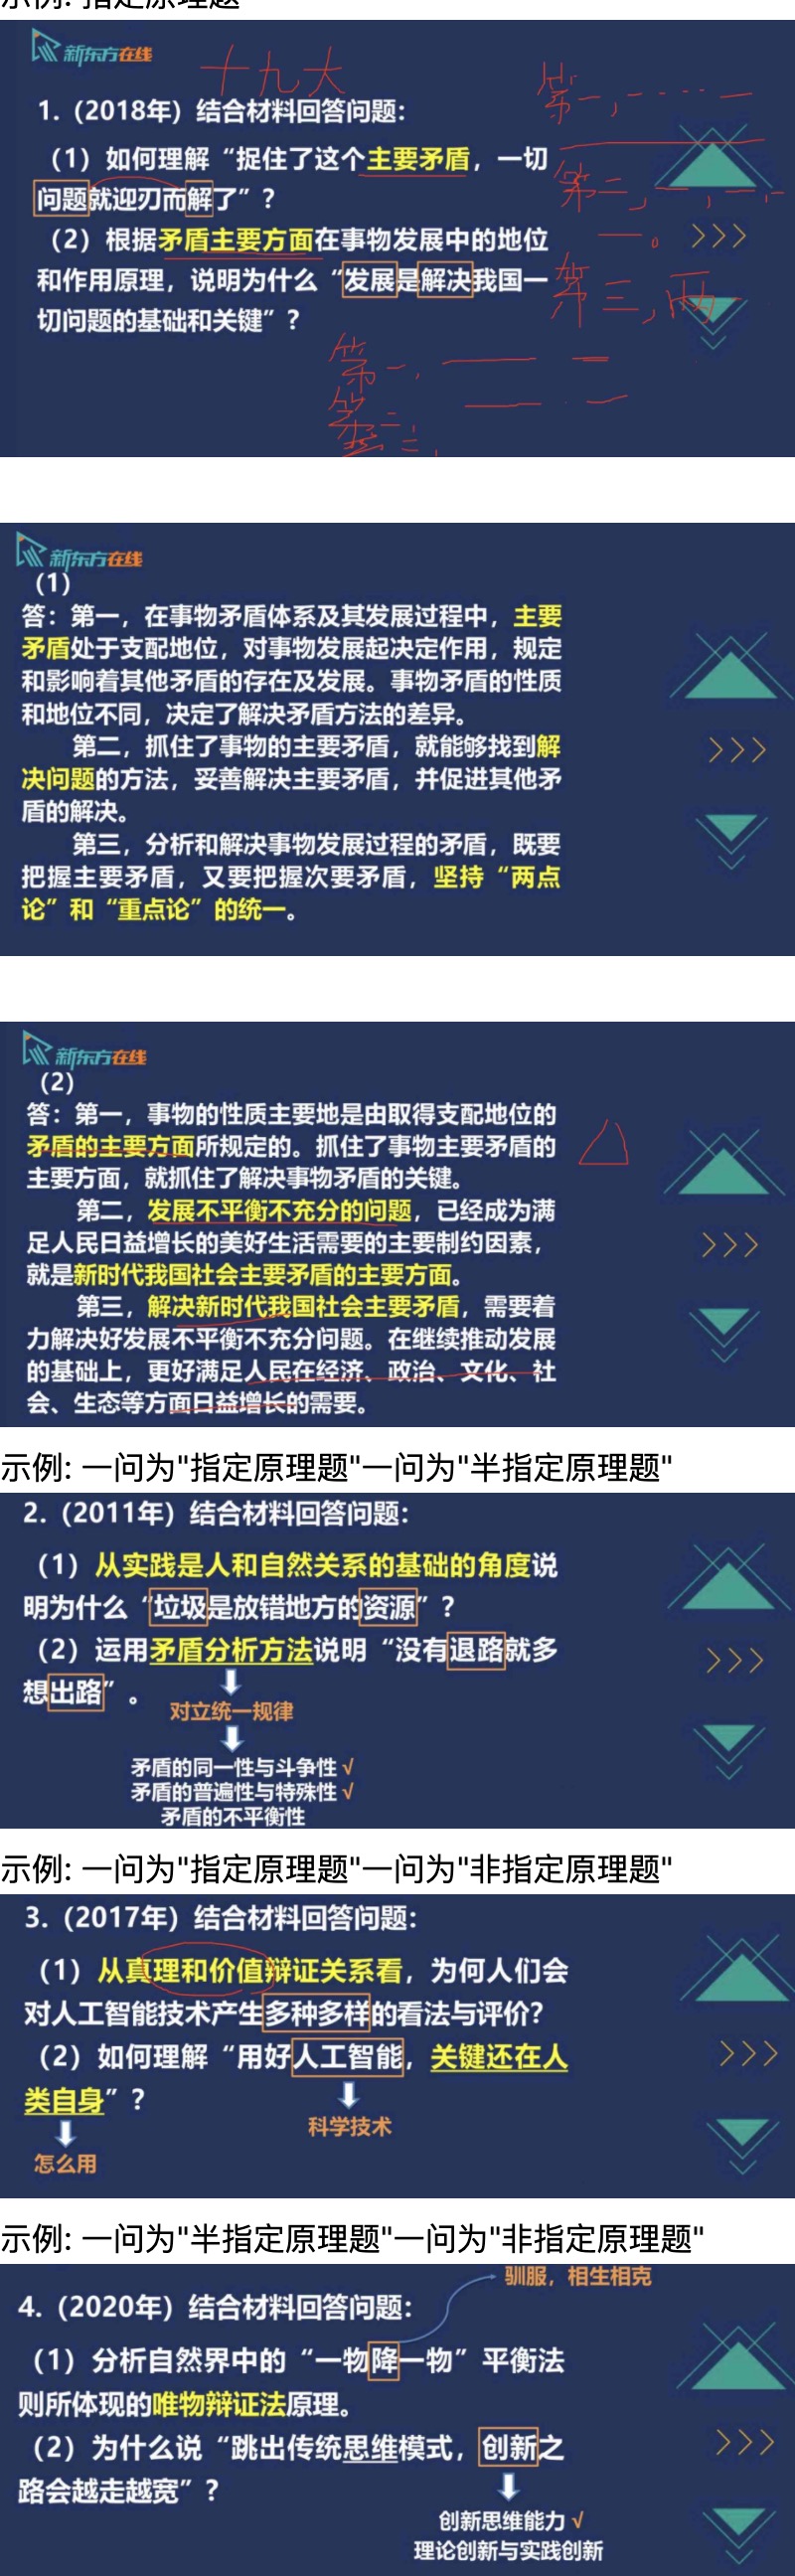 示例: 指定原理题
新东方在线
十九大
1.（2018年）结合材料回答问题：
第一，
（1）如何理解“捉住了这个主要矛盾，一切
问题就迎刃而解了”？
第二，
（2）根据矛盾主要方面在事物发展中的地位
和作用原理，说明为什么“发展是解决我国一
第三，两
切问题的基础和关键”？
第一，
第二
三，
新东方在线
（1）
答：第一，在事物矛盾体系及其发展过程中，主要
矛盾处于支配地位，对事物发展起决定作用，规定
和影响着其他矛盾的存在及发展。事物矛盾的性质
和地位不同，决定了解决矛盾方法的差异。
第二，抓住了事物的主要矛盾，就能够找到解
决问题的方法，妥善解决主要矛盾，并促进其他矛
盾的解决。
第三，分析和解决事物发展过程的矛盾，既要
把握主要矛盾，又要把握次要矛盾，坚持“两点
论”和“重点论”的统一。
新东方在线
（2）
答：第一，事物的性质主要地是由取得支配地位的
矛盾的主要方面所规定的。抓住了事物主要矛盾的
主要方面，就抓住了解决事物矛盾的关键。
第二，发展不平衡不充分的问题，已经成为满
足人民日益增长的美好生活需要的主要制约因素，
就是新时代我国社会主要矛盾的主要方面。
第三，解决新时代我国社会主要矛盾，需要着
力解决好发展不平衡不充分问题。在继续推动发展
的基础上，更好满足人民在经济、政治、文化、社
会、生态等方面日益增长的需要。
示例: 一问为"指定原理题"一问为"半指定原理题"
2.（2011年）结合材料回答问题：
（1）从实践是人和自然关系的基础的角度说
明为什么“垃圾是放错地方的资源”？
（2）运用矛盾分析方法说明“没有退路就多
想出路”。
对立统一规律
矛盾的同一性与斗争性√
矛盾的普遍性与特殊性√
矛盾的不平衡性
示例: 一问为"指定原理题"一问为"非指定原理题"
3.（2017年）结合材料回答问题：
（1）从真理和价值辩证关系看，为何人们会
对人工智能技术产生多种多样的看法与评价？
（2）如何理解“用好人工智能，关键还在人
类自身”？
科学技术
怎么用
示例: 一问为"半指定原理题"一问为"非指定原理题"
驯服，相生相克
4.（2020年）结合材料回答问题：
（1）分析自然界中的“一物降一物”平衡法
则所体现的唯物辩证法原理。
（2）为什么说“跳出传统思维模式，创新之
路会越走越宽”？
创新思维能力√
理论创新与实践创新